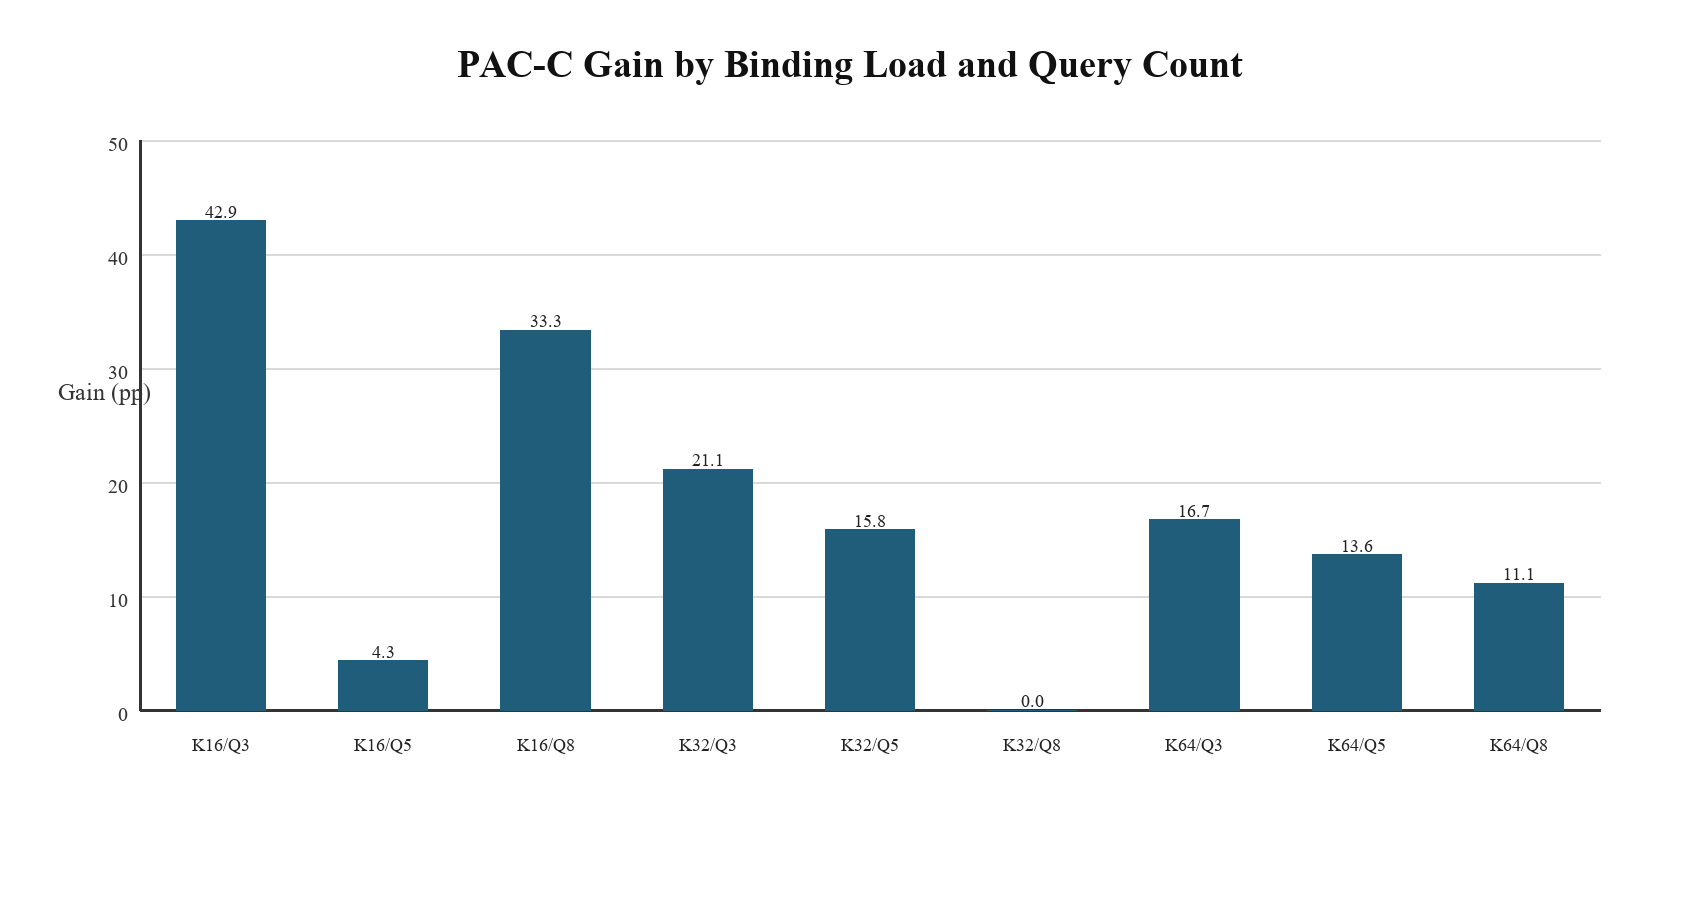 PAC-C Gain by Binding Load and Query Count
50
40
30
Gain (pp)
20
10
0
42.9
4.3
33.3
21.1
15.8
0.0
16.7
13.6
11.1
K16/Q3
K16/Q5
K16/Q8
K32/Q3
K32/Q5
K32/Q8
K64/Q3
K64/Q5
K64/Q8